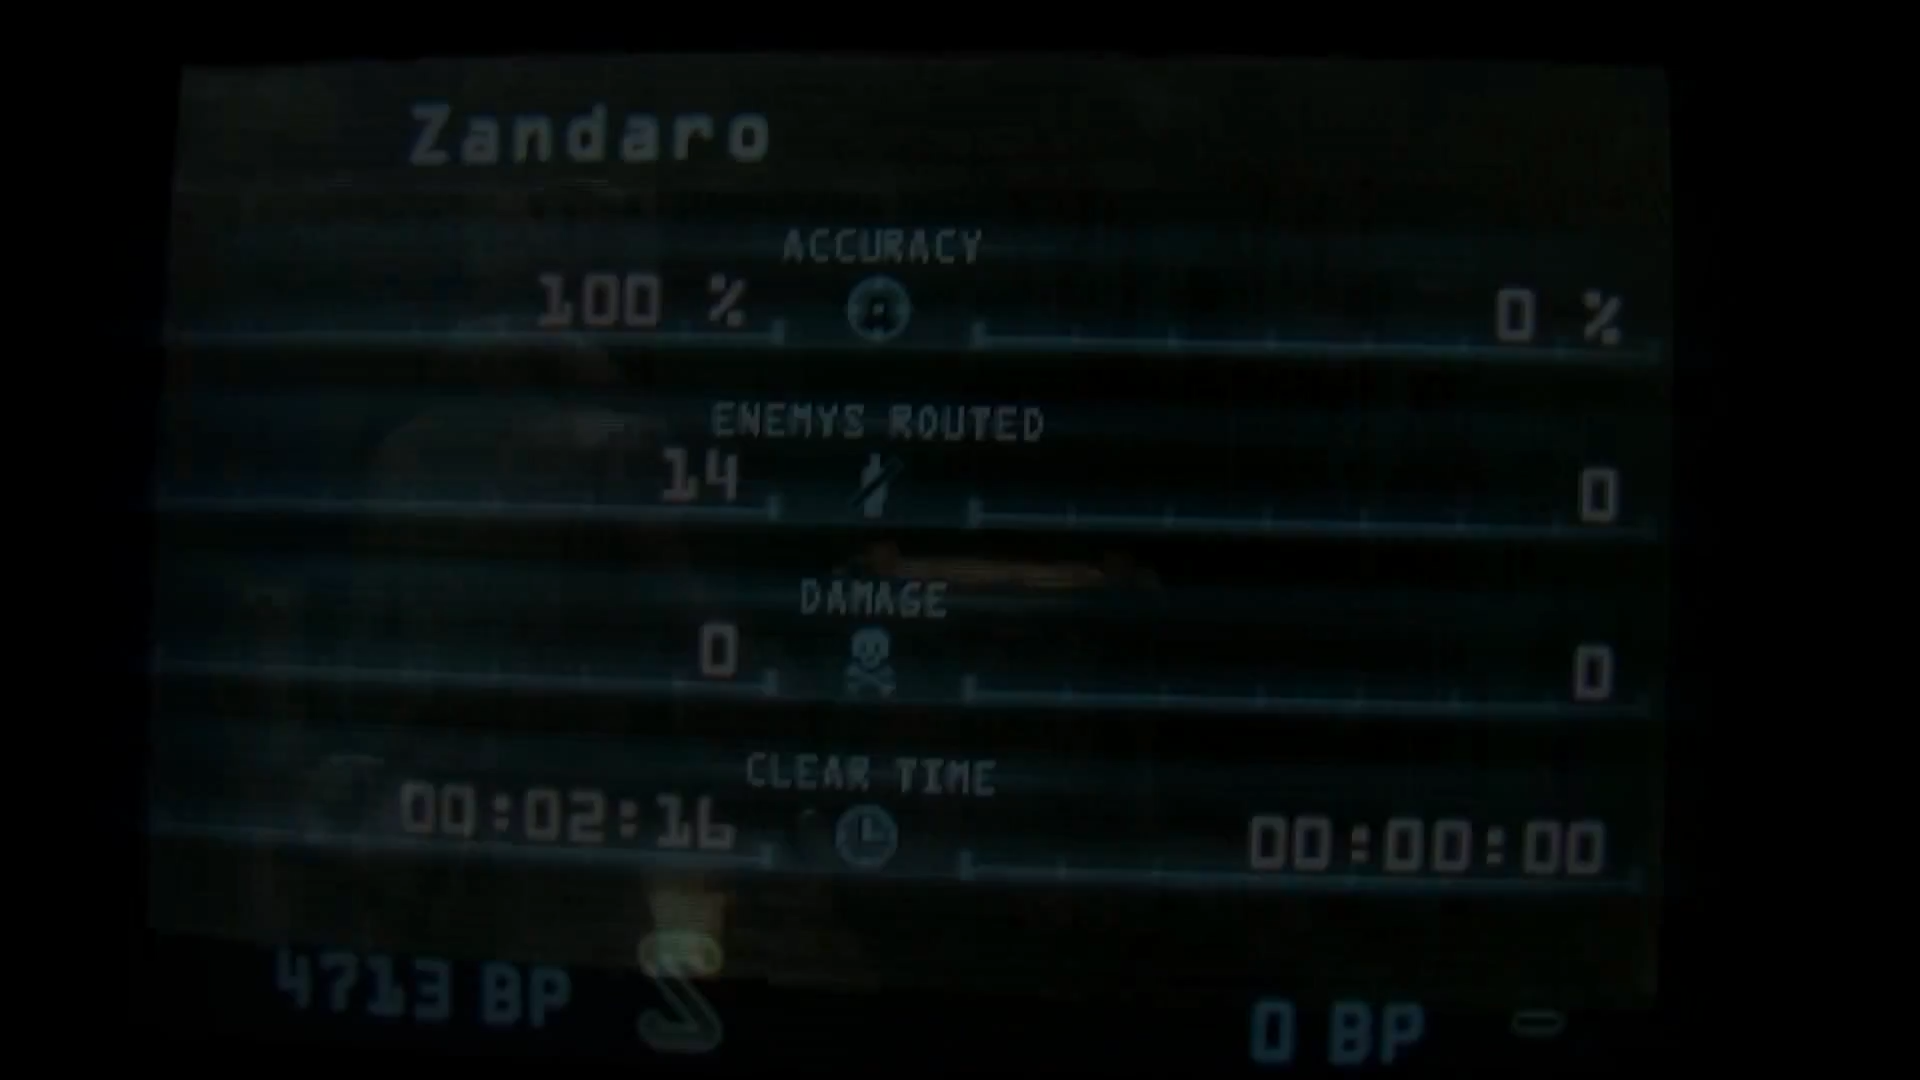 Zandaro
ACCURACY
100 % 0 %
ENEMYS ROUTED
14 0
DAMAGE
0 0
CLEAR TIME
00:02:16 00:00:00
4713 BP S 0 BP -